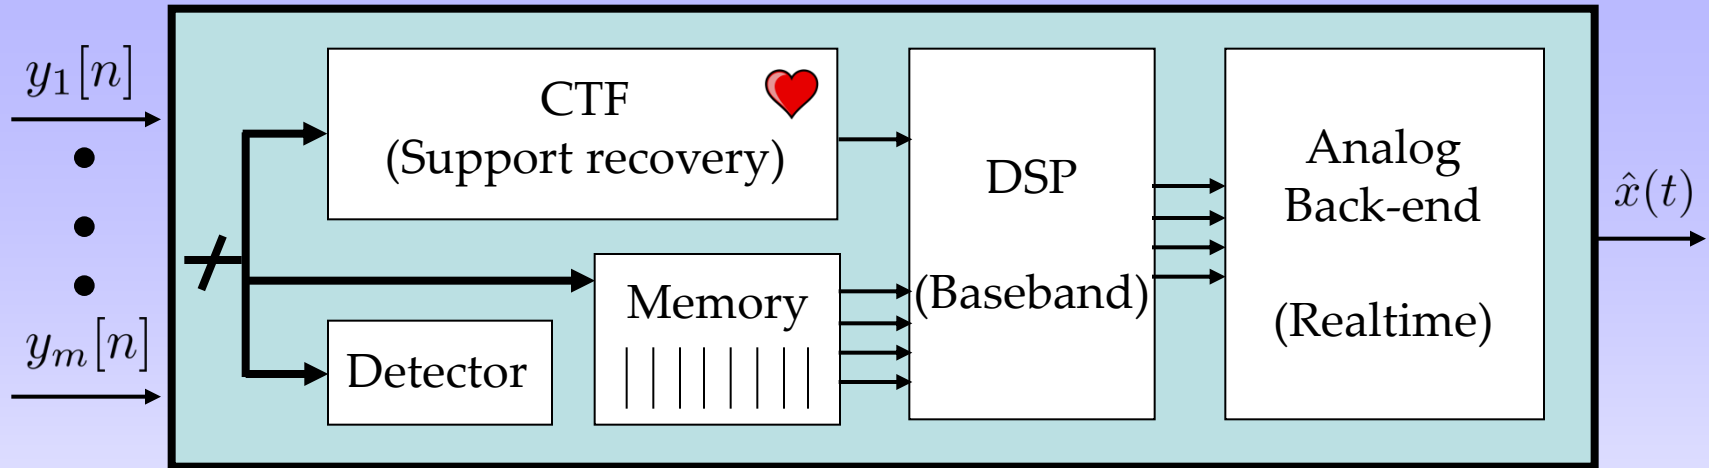 y₁[n]
yₘ[n]
CTF
(Support recovery)
Detector
Memory
DSP
(Baseband)
Analog
Back-end
(Realtime)
x̂(t)